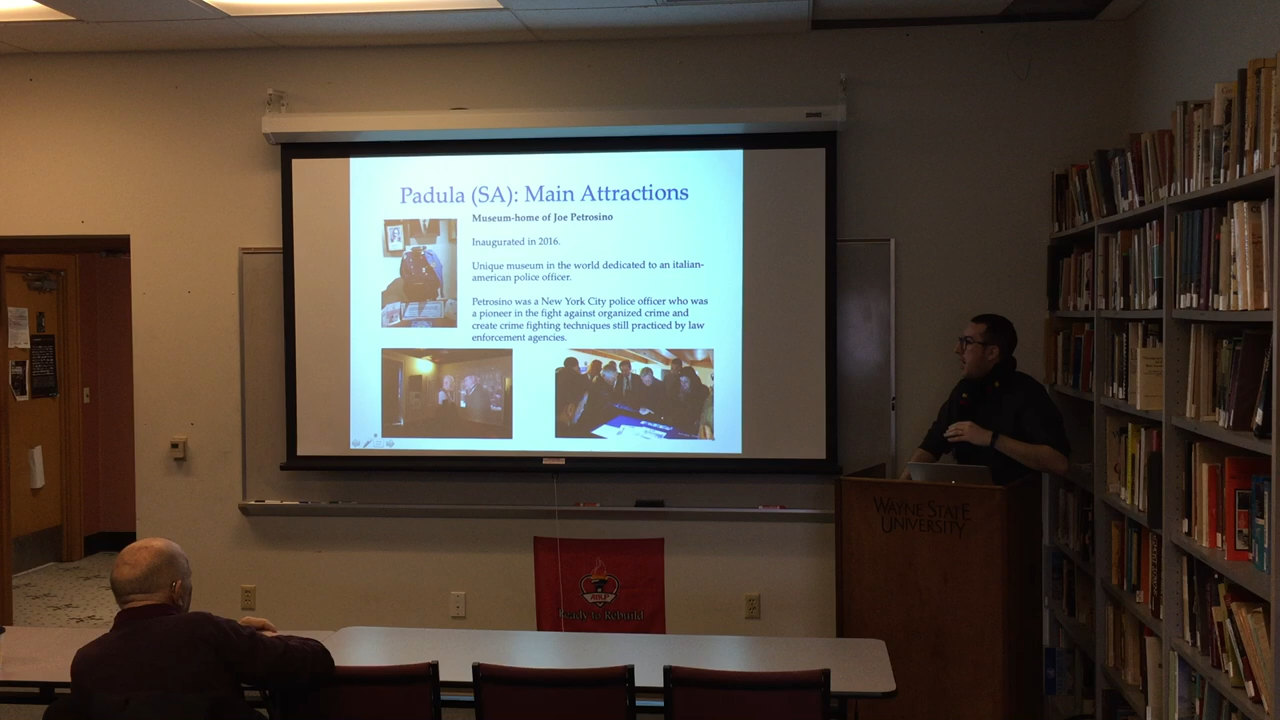 Padula (SA): Main Attractions
Museum-home of Joe Petrosino
Inaugurated in 2016.
Unique museum in the world dedicated to an italian-
american police officer.
Petrosino was a New York City police officer who was
a pioneer in the fight against organized crime and
create crime fighting techniques still practiced by law
enforcement agencies.
WAYNE STATE
UNIVERSITY
Ready to Rebuild